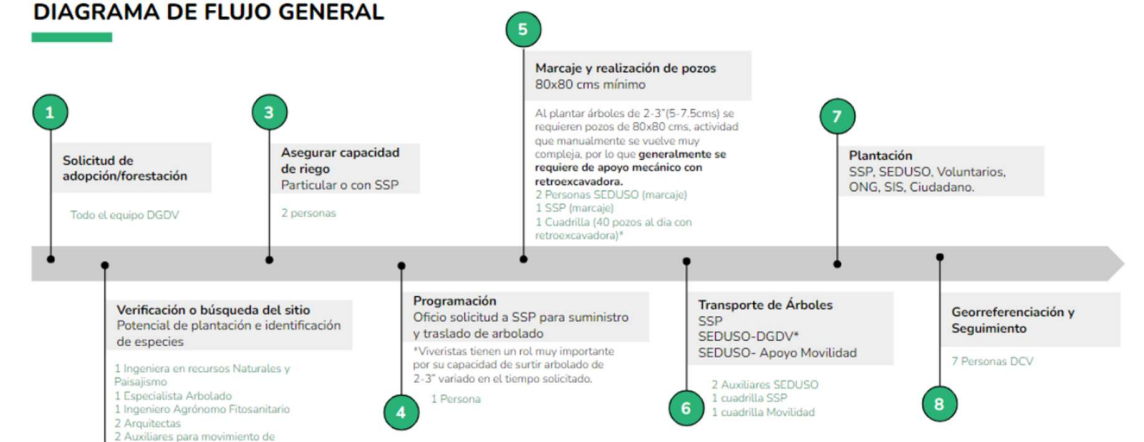 DIAGRAMA DE FLUJO GENERAL
1
Solicitud de
adopción/forestación
Todo el equipo DGDV
Verificación o búsqueda del sitio
Potencial de plantación e identificación
de especies
1 Ingeniera en recursos Naturales y
Paisajismo
1 Especialista Arbolado
1 Ingeniero Agrónomo Fitosanitario
2 Arquitectas
2 Auxiliares para movimiento de
3
Asegurar capacidad
de riego
Particular o con SSP
2 personas
Programación
Oficio solicitud a SSP para suministro
y traslado de arbolado
*Viveristas tienen un rol muy importante
por su capacidad de surtir arbolado de
2-3" variado en el tiempo solicitado.
1 Persona
4
5
Marcaje y realización de pozos
80x80 cms mínimo
Al plantar árboles de 2-3"(5-7.5cms) se
requieren pozos de 80x80 cms, actividad
que manualmente se vuelve muy
compleja, por lo que generalmente se
requiere de apoyo mecánico con
retroexcavadora.
2 Personas SEDUSO (marcaje)
1 SSP (marcaje)
1 Cuadrilla (40 pozos al dia con
retroexcavadora)*
Transporte de Árboles
SSP
SEDUSO-DGDV*
SEDUSO- Apoyo Movilidad
2 Auxiliares SEDUSO
1 cuadrilla SSP
1 cuadrilla Movilidad
6
7
Plantación
SSP, SEDUSO, Voluntarios,
ONG, SIS, Ciudadano.
Georreferenciación y
Seguimiento
7 Personas DCV
8